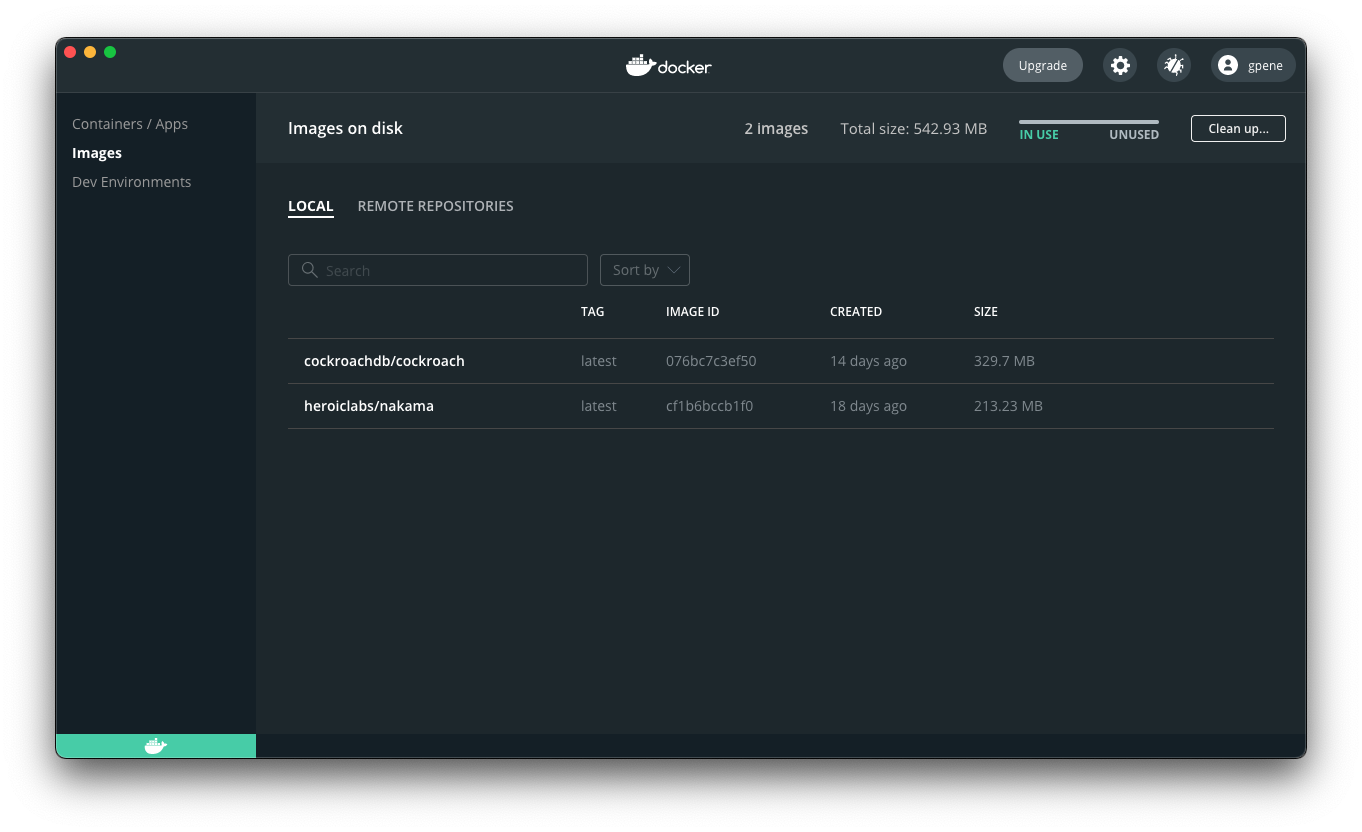 docker
Upgrade
gpene
Containers / Apps
Images
Dev Environments
Images on disk
2 images
Total size: 542.93 MB
IN USE
UNUSED
Clean up...
LOCAL
REMOTE REPOSITORIES
Search
Sort by
TAG IMAGE ID CREATED SIZE
cockroachdb/cockroach latest 076bc7c3ef50 14 days ago 329.7 MB
heroiclabs/nakama latest cf1b6bccb1f0 18 days ago 213.23 MB